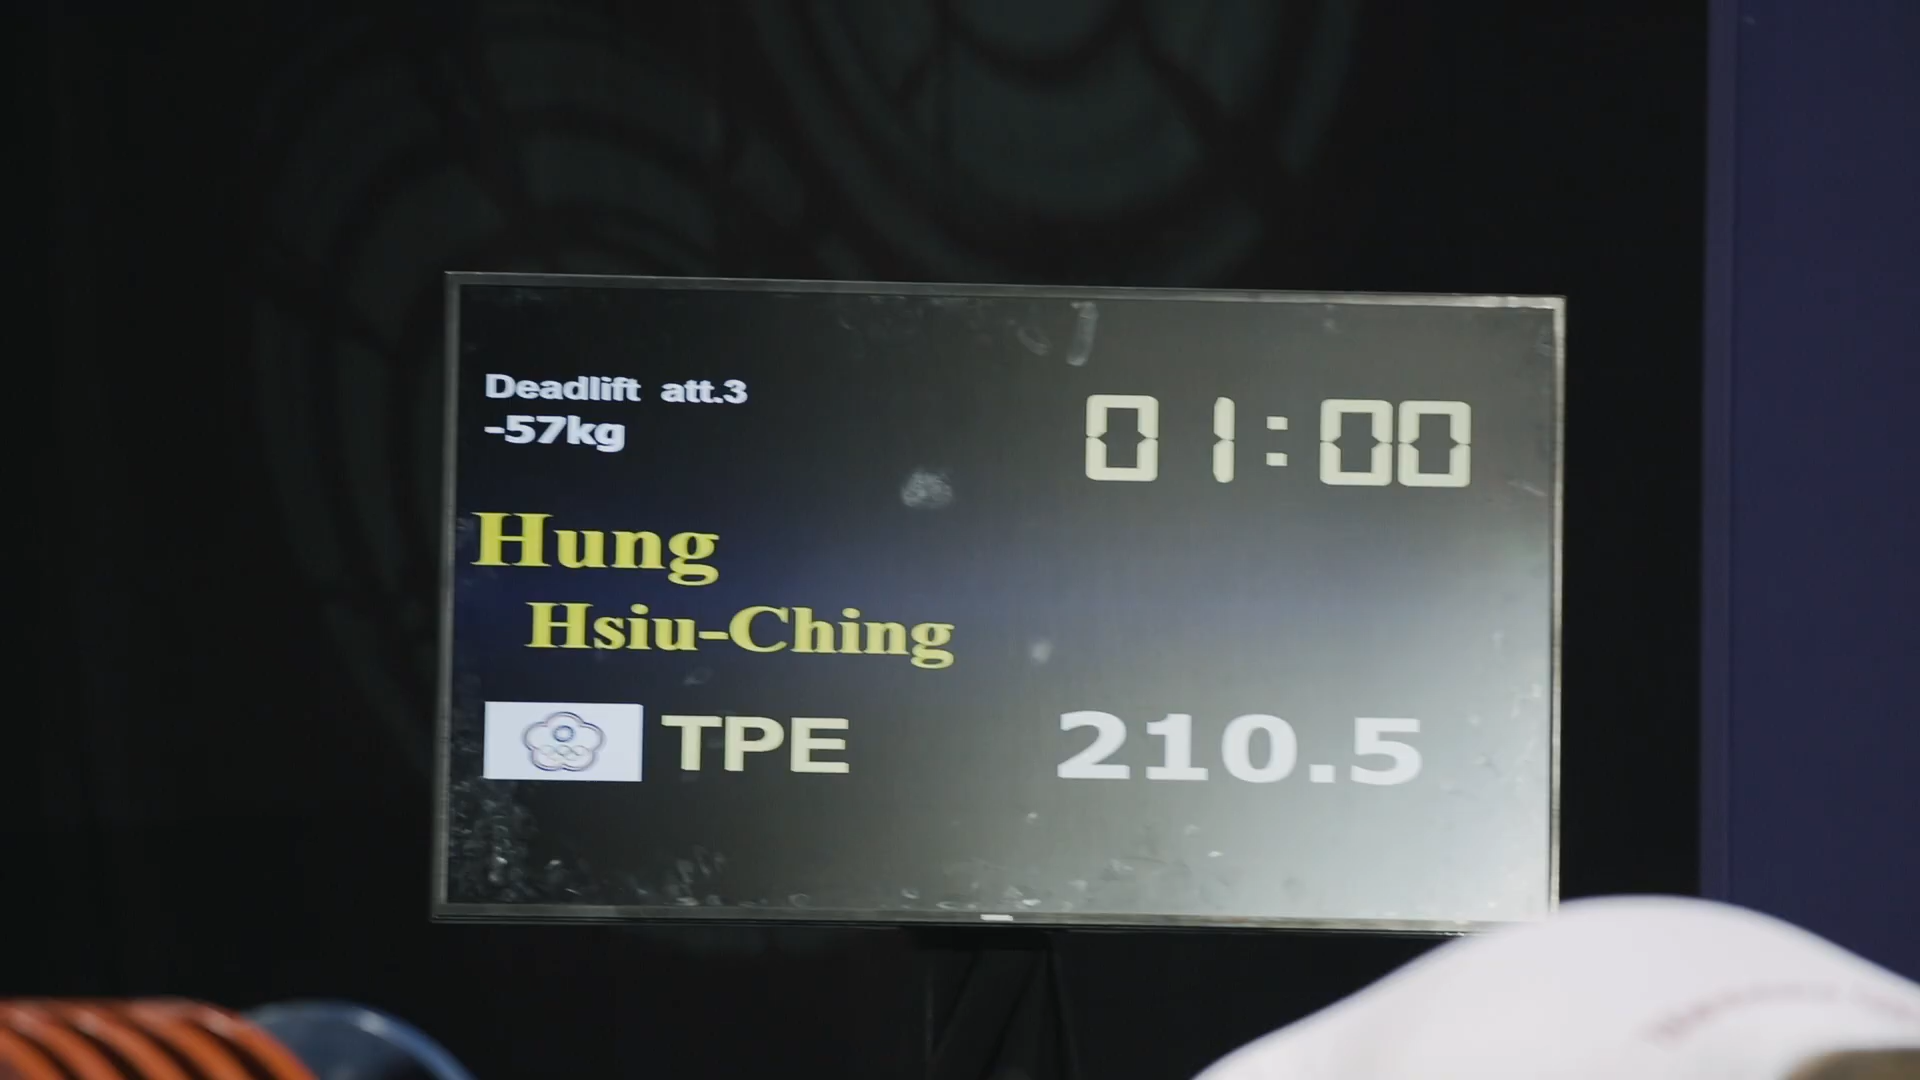 Deadlift att.3
-57kg
01:00
Hung
Hsiu-Ching
TPE
210.5